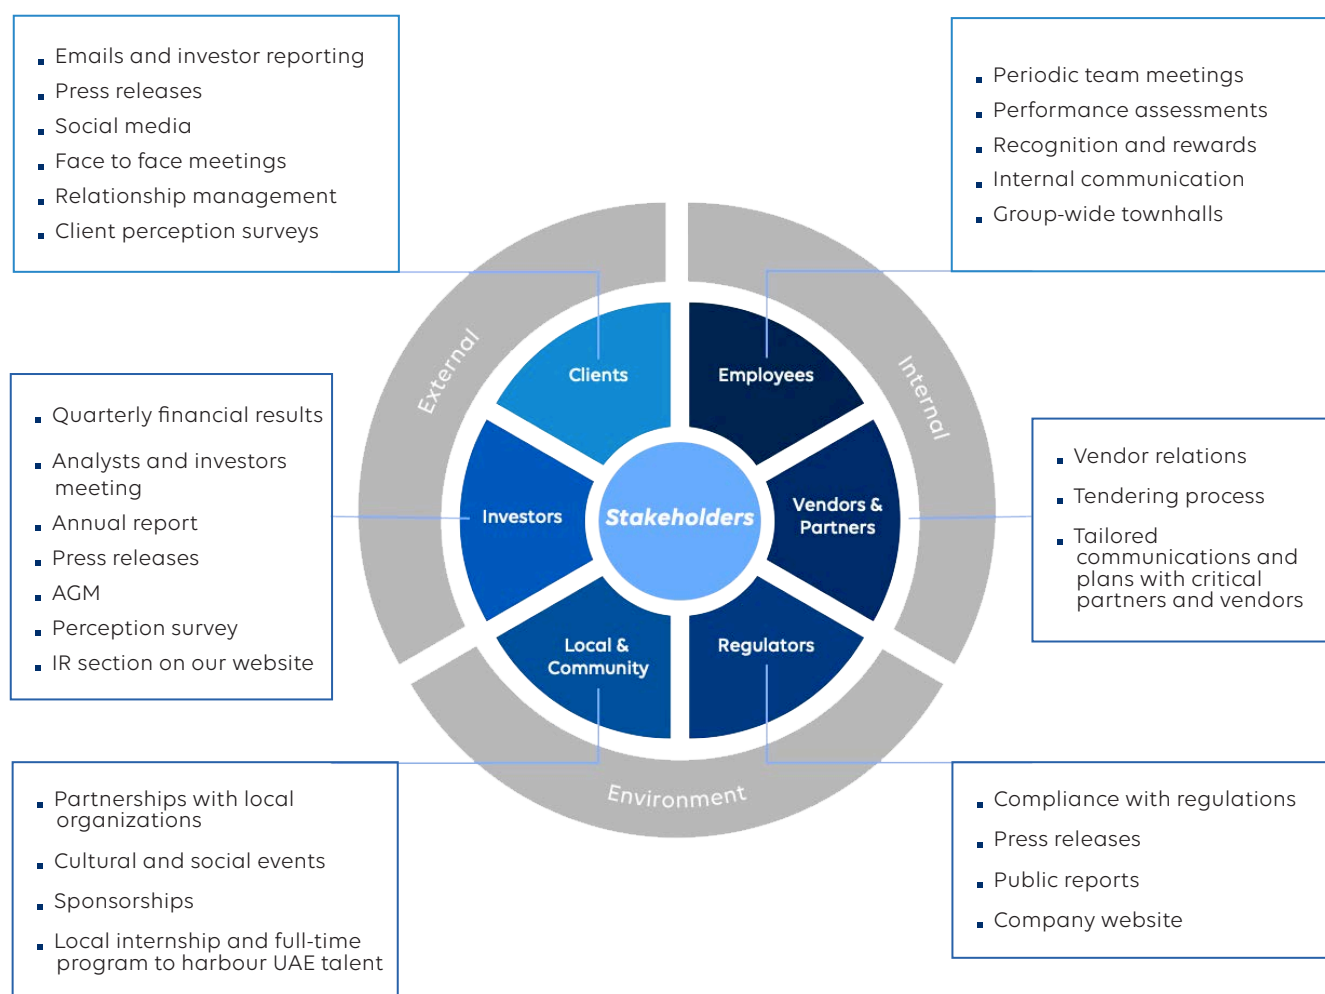 Emails and investor reporting
Press releases
Social media
Face to face meetings
Relationship management
Client perception surveys
Periodic team meetings
Performance assessments
Recognition and rewards
Internal communication
Group-wide townhalls
External
Internal
Clients
Employees
Quarterly financial results
Analysts and investors
meeting
Annual report
Press releases
AGM
Perception survey
IR section on our website
Investors
Stakeholders
Vendors &
Partners
Vendor relations
Tendering process
Tailored
communications and
plans with critical
partners and vendors
Local &
Community
Regulators
Environment
Partnerships with local
organizations
Cultural and social events
Sponsorships
Local internship and full-time
program to harbour UAE talent
Compliance with regulations
Press releases
Public reports
Company website